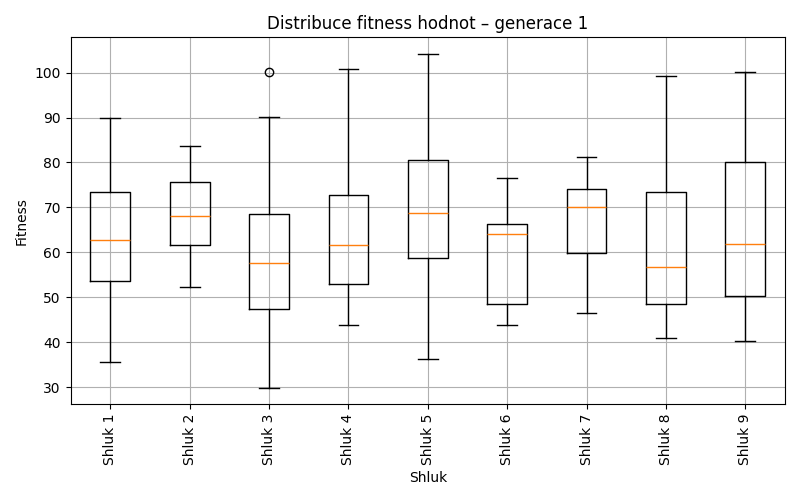 Distribuce fitness hodnot – generace 1
Fitness
100
90
80
70
60
50
40
30
Shluk 1
Shluk 2
Shluk 3
Shluk 4
Shluk 5
Shluk 6
Shluk 7
Shluk 8
Shluk 9
Shluk